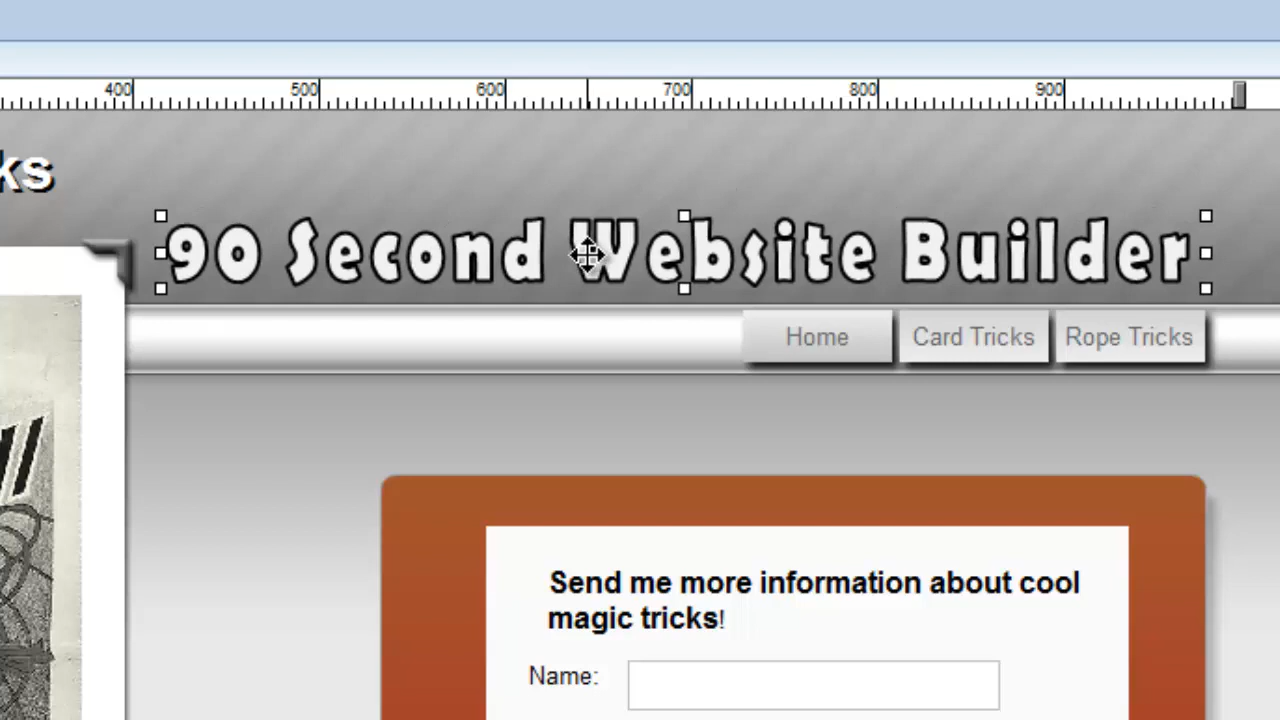 400 500 600 700 800 900
ks
90 Second Website Builder
Home Card Tricks Rope Tricks
Send me more information about cool
magic tricks!
Name: